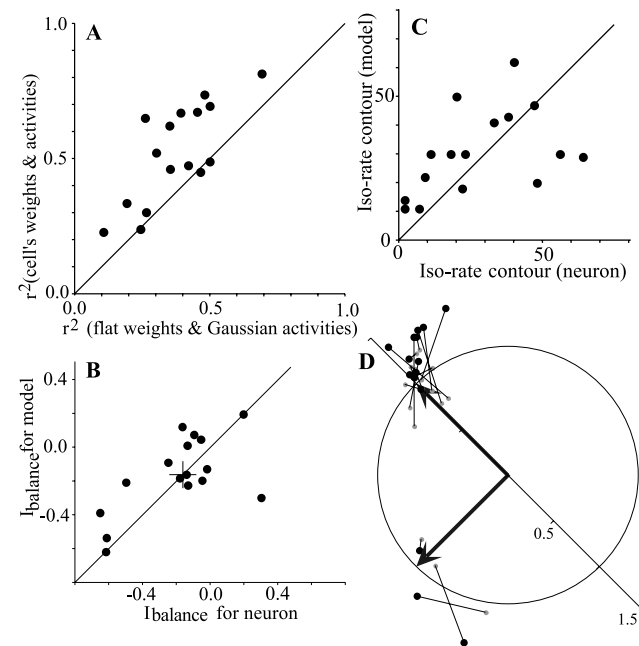 A
1.0
0.5
0.0
r2(cell's weights & activities)
0.0
0.5
1.0
r2 (flat weights & Gaussian activities)
C
50
0
Iso-rate contour (model)
0
50
Iso-rate contour (neuron)
B
0.4
0.0
-0.4
Ibalance for model
-0.4
0.0
0.4
Ibalance for neuron
D
0.5
1.5